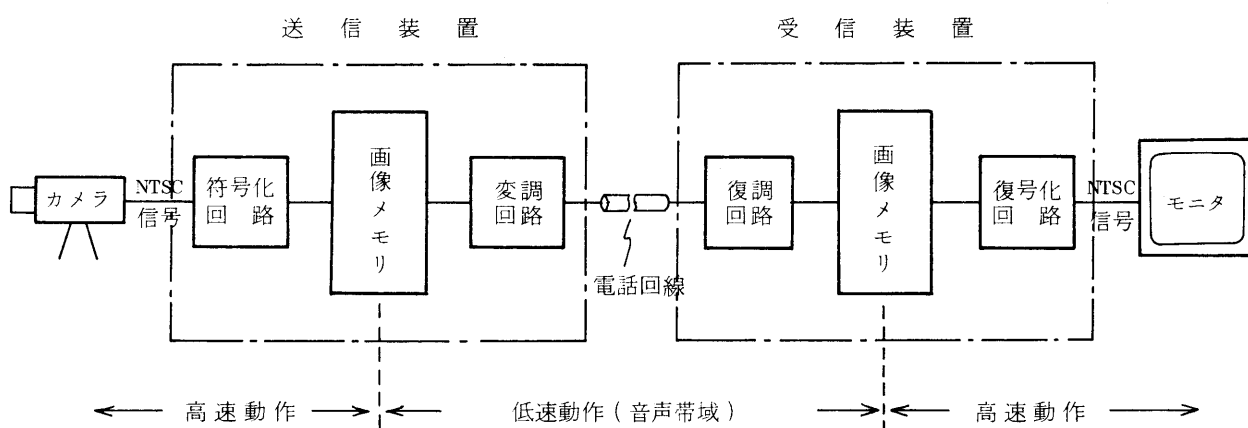 送信装置
受信装置
カメラ
NTSC
信号
符号化
回路
画像メモリ
変調
回路
電話回線
復調
回路
画像メモリ
復号化
回路
NTSC
信号
モニタ
高速動作
低速動作(音声帯域)
高速動作